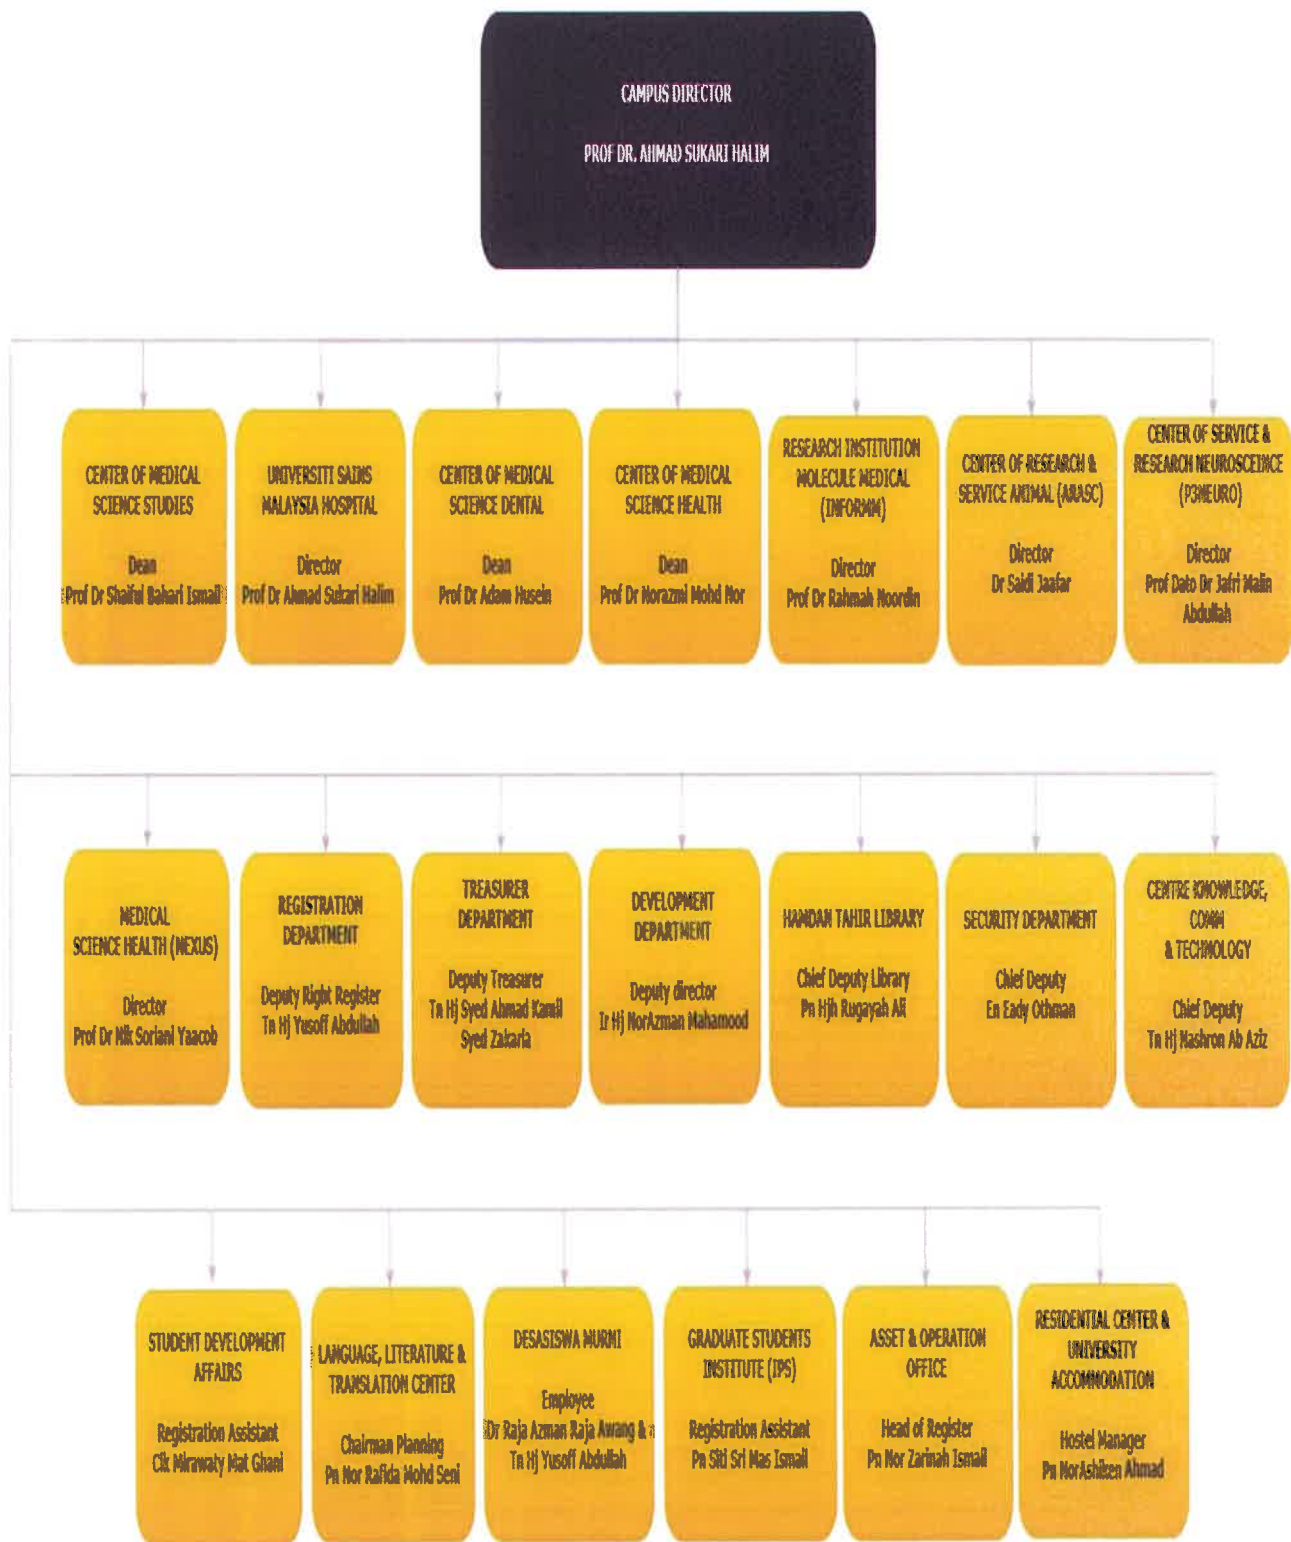 CAMPUS DIRECTOR
PROF DR. AHMAD SUKARI HALIM
CENTER OF MEDICAL
SCIENCE STUDIES
Dean
Prof Dr Shaiful Bahari Ismail
UNIVERSITI SAINS
MALAYSIA HOSPITAL
Director
Prof Dr Ahmad Sukari Halim
CENTER OF MEDICAL
SCIENCE DENTAL
Dean
Prof Dr Adam Husein
CENTER OF MEDICAL
SCIENCE HEALTH
Dean
Prof Dr Norazmi Mohd Nor
RESEARCH INSTITUTION
MOLECULE MEDICAL
(INFORMM)
Director
Prof Dr Rahmah Noordin
CENTER OF RESEARCH &
SERVICE ANIMAL (ARASC)
Director
Dr Saidi Jaafar
CENTER OF SERVICE &
RESEARCH NEUROSCEINCE
(P3NEURO)
Director
Prof Dato Dr Jafri Malin
Abdullah
MEDICAL
SCIENCE HEALTH (NEXUS)
Director
Prof Dr Nik Soriani Yaacob
REGISTRATION
DEPARTMENT
Deputy Right Register
Tn Hj Yusoff Abdullah
TREASURER
DEPARTMENT
Deputy Treasurer
Tn Hj Syed Ahmad Kamil
Syed Zakaria
DEVELOPMENT
DEPARTMENT
Deputy director
Ir Hj NorAzman Mahamood
HAMDAN TAHIR LIBRARY
Chief Deputy Library
Pn Hjh Rugayah Ali
SECURITY DEPARTMENT
Chief Deputy
En Eady Othman
CENTRE KNOWLEDGE,
COMM
& TECHNOLOGY
Chief Deputy
Tn Hj Nashron Ab Aziz
STUDENT DEVELOPMENT
AFFAIRS
Registration Assistant
Cik Mirawaty Mat Ghani
LANGUAGE, LITERATURE &
TRANSLATION CENTER
Chairman Planning
Pn Nor Rafida Mohd Seni
DESASISWA MURNI
Employee
Dr Raja Azman Raja Awang &
Tn Hj Yusoff Abdullah
GRADUATE STUDENTS
INSTITUTE (IPS)
Registration Assistant
Pn Siti Sri Mas Ismail
ASSET & OPERATION
OFFICE
Head of Register
Pn Nor Zarinah Ismail
RESIDENTIAL CENTER &
UNIVERSITY
ACCOMMODATION
Hostel Manager
Pn NorAshiken Ahmad